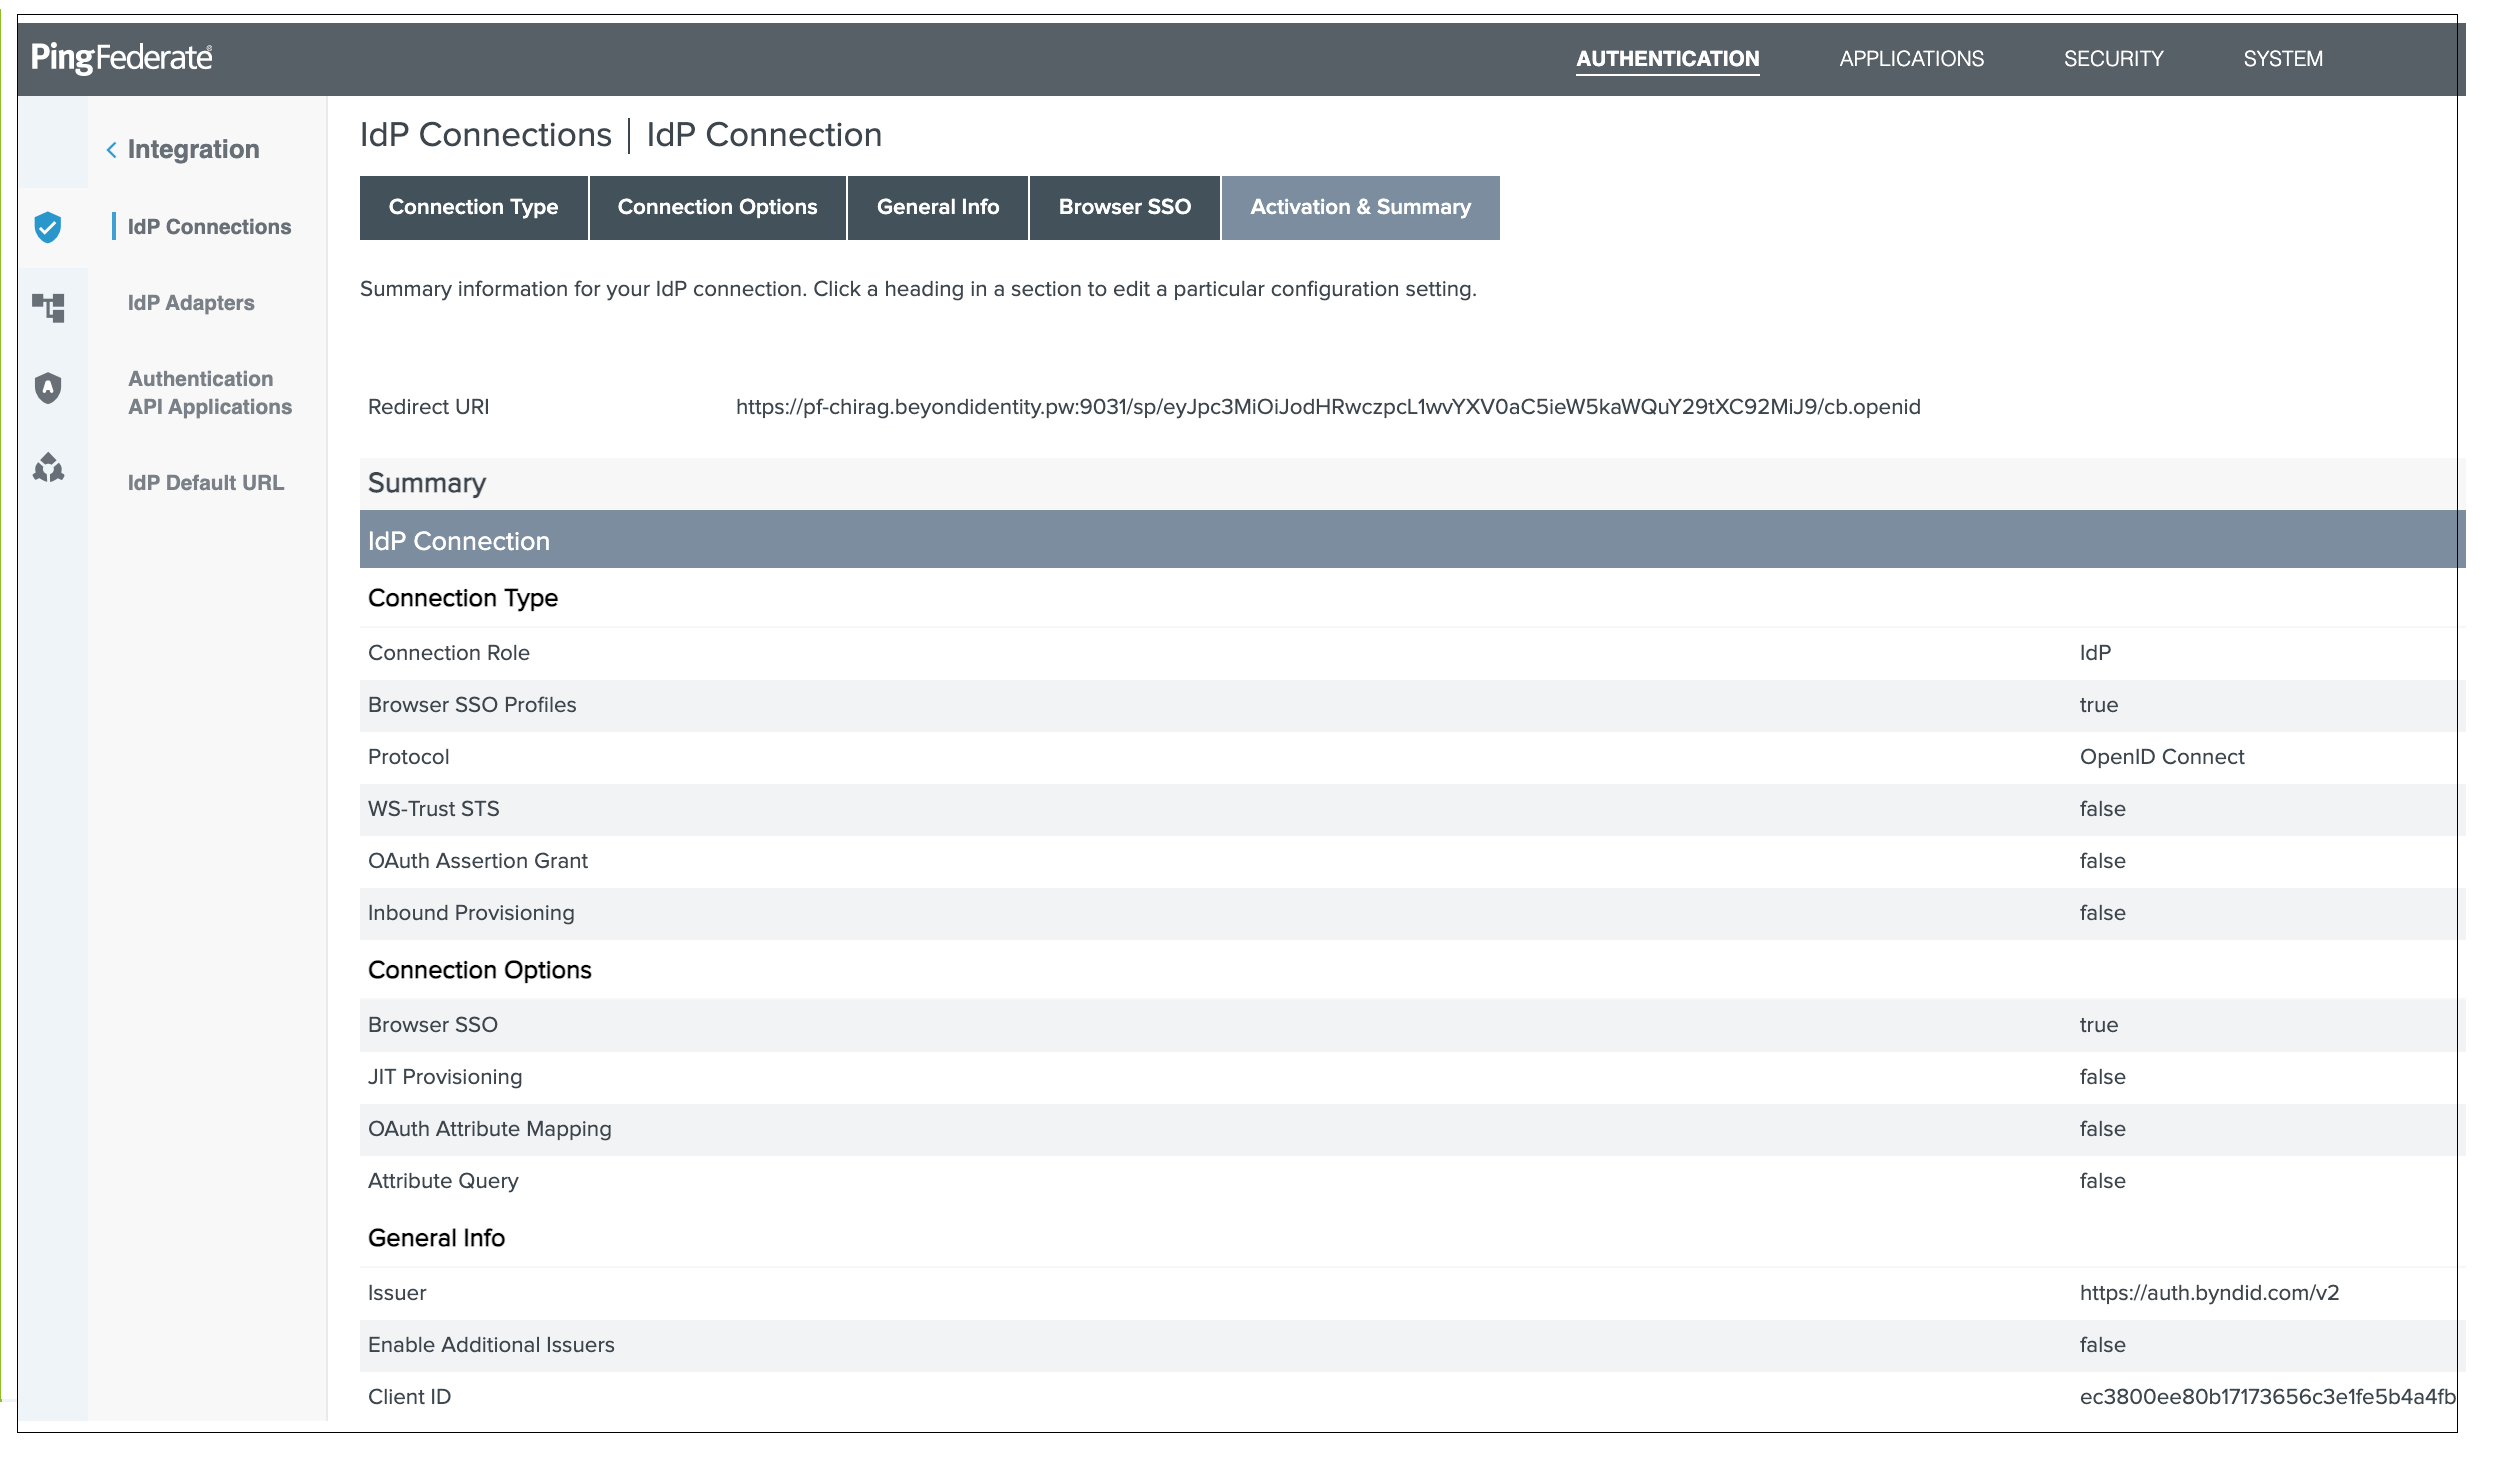 PingFederate®
AUTHENTICATION APPLICATIONS SECURITY SYSTEM
Integration
IdP Connections
IdP Adapters
Authentication
API Applications
IdP Default URL
IdP Connections | IdP Connection
Connection Type Connection Options General Info Browser SSO Activation & Summary
Summary information for your IdP connection. Click a heading in a section to edit a particular configuration setting.
Redirect URI https://pf-chirag.beyondidentity.pw:9031/sp/eyJpc3MiOiJodHRwczpcL1wvYXV0aC5ieW5kaWQuY29tXC92MiJ9/cb.openid
Summary
IdP Connection
Connection Type
Connection Role IdP
Browser SSO Profiles true
Protocol OpenID Connect
WS-Trust STS false
OAuth Assertion Grant false
Inbound Provisioning false
Connection Options
Browser SSO true
JIT Provisioning false
OAuth Attribute Mapping false
Attribute Query false
General Info
Issuer https://auth.byndid.com/v2
Enable Additional Issuers false
Client ID ec3800ee80b17173656c3e1fe5b4a4fb